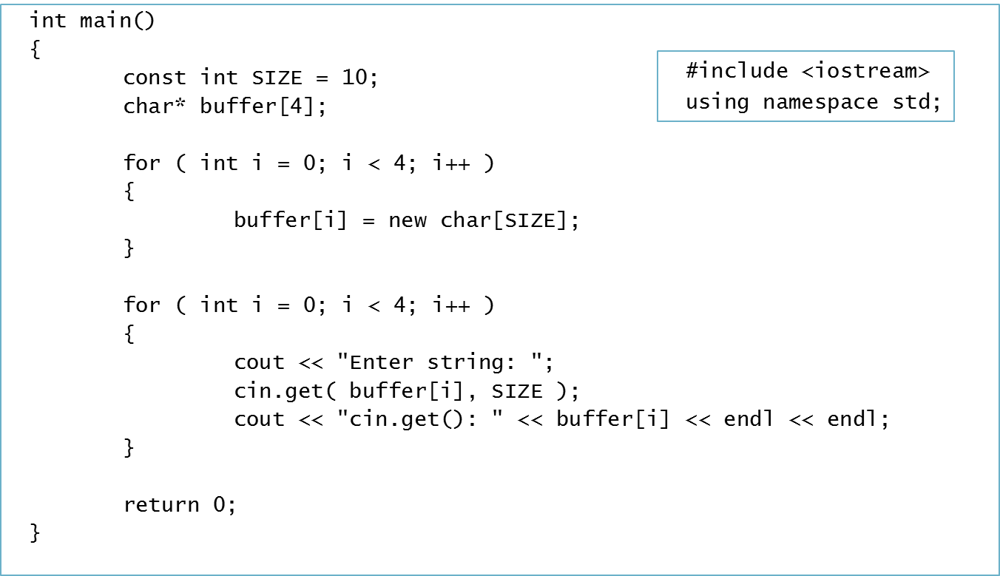 int main()
{
const int SIZE = 10;
char* buffer[4];
#include <iostream>
using namespace std;
for ( int i = 0; i < 4; i++ )
{
buffer[i] = new char[SIZE];
}
for ( int i = 0; i < 4; i++ )
{
cout << "Enter string: ";
cin.get( buffer[i], SIZE );
cout << "cin.get(): " << buffer[i] << endl << endl;
}
return 0;
}